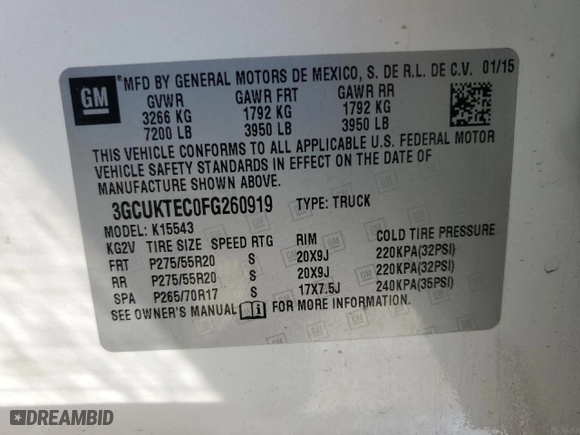 GM ® MFD BY GENERAL MOTORS DE MEXICO, S. DE R.L. DE C.V. 01/15
GVWR GAWR FRT GAWR RR
3266 KG 1792 KG 1792 KG
7200 LB 3950 LB 3950 LB
THIS VEHICLE CONFORMS TO ALL APPLICABLE U.S. FEDERAL MOTOR
VEHICLE SAFETY STANDARDS IN EFFECT ON THE DATE OF
MANUFACTURE SHOWN ABOVE.
3GCUKTEC0FG260919 TYPE: TRUCK
MODEL: K15543
KG2V TIRE SIZE SPEED RTG RIM COLD TIRE PRESSURE
FRT P275/55R20 S 20X9J 220KPA(32PSI)
RR P275/55R20 S 20X9J 220KPA(32PSI)
SPA P265/70R17 S 17X7.5J 240KPA(35PSI)
SEE OWNER'S MANUAL FOR MORE INFORMATION.
DREAMBID